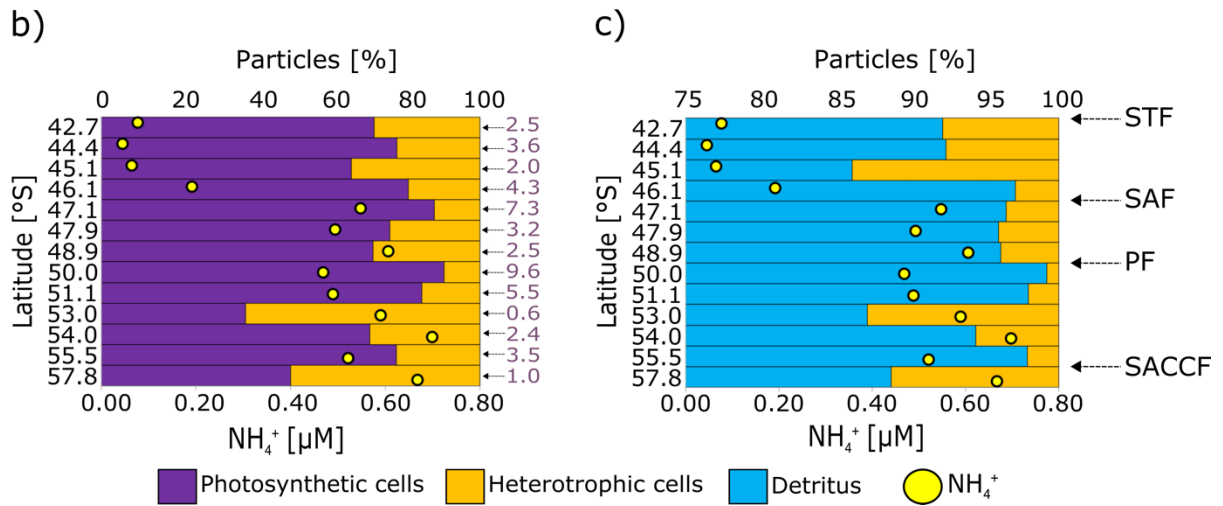 b)
Particles [%]
0 20 40 60 80 100
Latitude [°S]
42.7 2.5
44.4 3.6
45.1 2.0
46.1 4.3
47.1 7.3
47.9 3.2
48.9 2.5
50.0 9.6
51.1 5.5
53.0 0.6
54.0 2.4
55.5 3.5
57.8 1.0
0.00 0.20 0.40 0.60 0.80
NH₄⁺ [µM]
c)
Particles [%]
75 80 85 90 95 100
Latitude [°S]
42.7
44.4
45.1
46.1
47.1
47.9
48.9
50.0
51.1
53.0
54.0
55.5
57.8
0.00 0.20 0.40 0.60 0.80
NH₄⁺ [µM]
STF
SAF
PF
SACCF
Photosynthetic cells Heterotrophic cells Detritus NH₄⁺